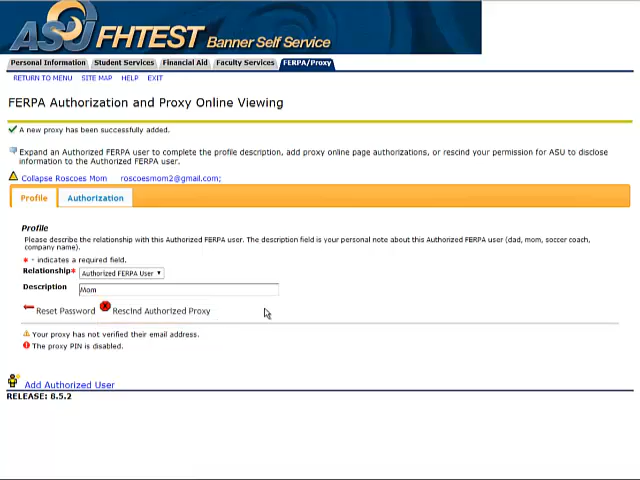 ASU FHTEST Banner Self Service
Personal Information Student Services Financial Aid Faculty Services FERPA/Proxy
RETURN TO MENU SITE MAP HELP EXIT
FERPA Authorization and Proxy Online Viewing
A new proxy has been successfully added.
Expand an Authorized FERPA user to complete the profile description, add proxy online page authorizations, or rescind your permission for ASU to disclose
information to the Authorized FERPA user.
Collapse Roscoes Mom roscoesmom2@gmail.com;
Profile Authorization
Profile
Please describe the relationship with this Authorized FERPA user. The description field is your personal note about this Authorized FERPA user (dad, mom, soccer coach,
company name).
* - indicates a required field.
Relationship* Authorized FERPA User
Description Mom
Reset Password Rescind Authorized Proxy
Your proxy has not verified their email address.
The proxy PIN is disabled.
Add Authorized User
RELEASE: 8.5.2